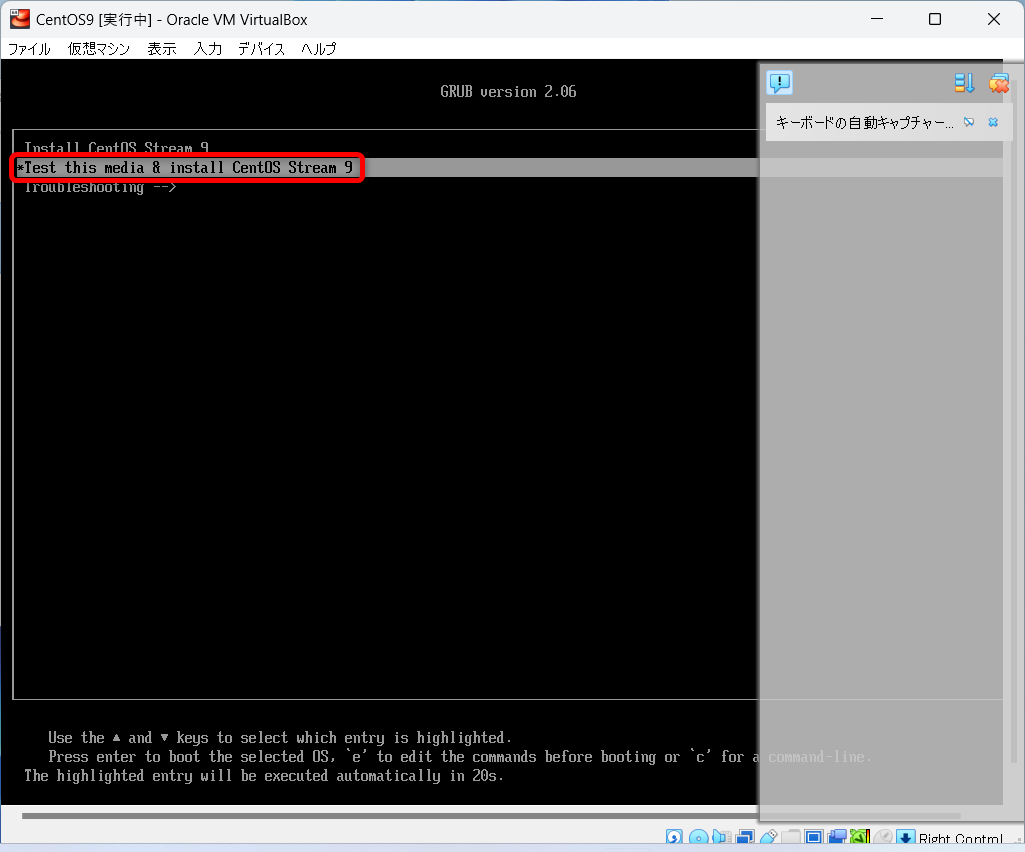 CentOS9 [実行中] - Oracle VM VirtualBox
ファイル 仮想マシン 表示 入力 デバイス ヘルプ
GRUB version 2.06
キーボードの自動キャプチャー...
Install CentOS Stream 9
*Test this media & install CentOS Stream 9
Troubleshooting -->
Use the ▲ and ▼ keys to select which entry is highlighted.
Press enter to boot the selected OS, `e' to edit the commands before booting or `c' for a command-line.
The highlighted entry will be executed automatically in 20s.
Right Control